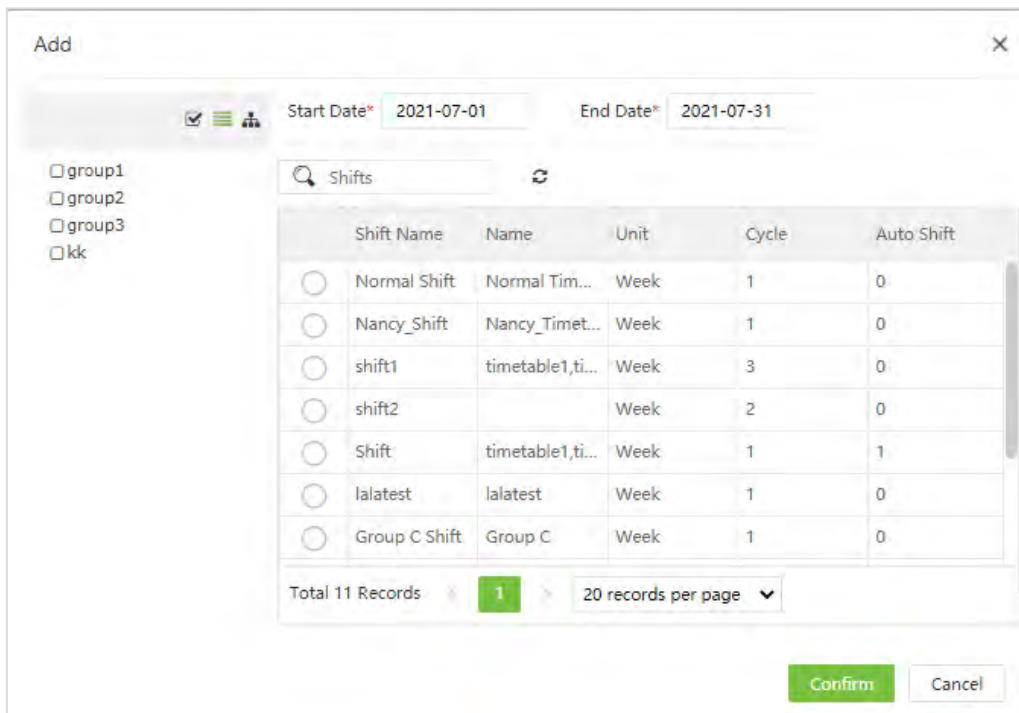 Add
Start Date* 2021-07-01 End Date* 2021-07-31
group1
group2
group3
kk
Shifts
Shift Name Name Unit Cycle Auto Shift
Normal Shift Normal Tim... Week 1 0
Nancy_Shift Nancy_Timet... Week 1 0
shift1 timetable1,ti... Week 3 0
shift2 Week 2 0
Shift timetable1,ti... Week 1 1
lalatest lalatest Week 1 0
Group C Shift Group C Week 1 0
Total 11 Records < 1 > 20 records per page
Confirm Cancel